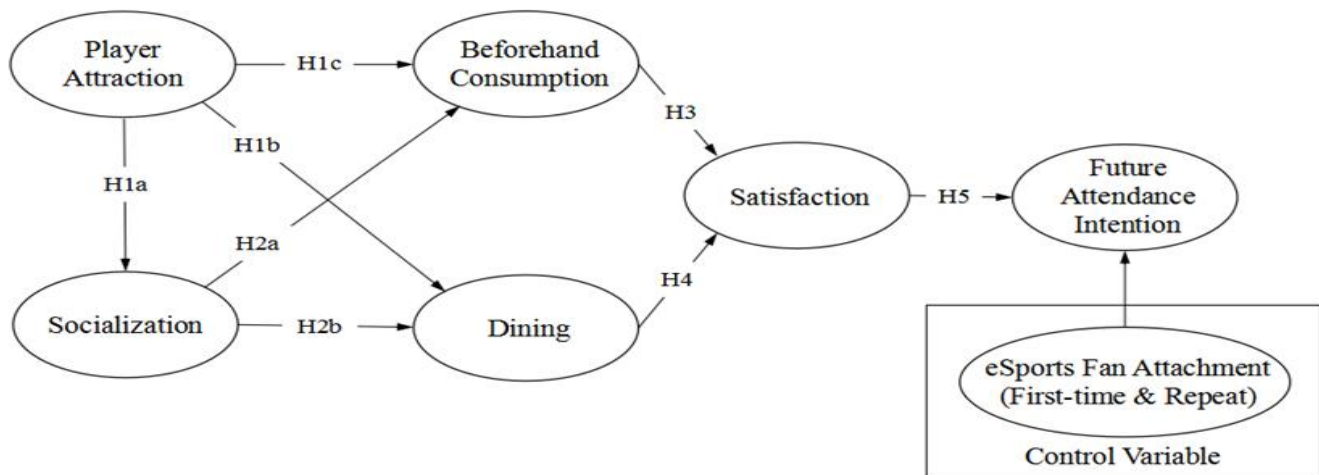 Player
Attraction
H1c
Beforehand
Consumption
H3
H1b
H1a
Satisfaction
H5
Future
Attendance
Intention
H2a
H4
Socialization
H2b
Dining
eSports Fan Attachment
(First-time & Repeat)
Control Variable